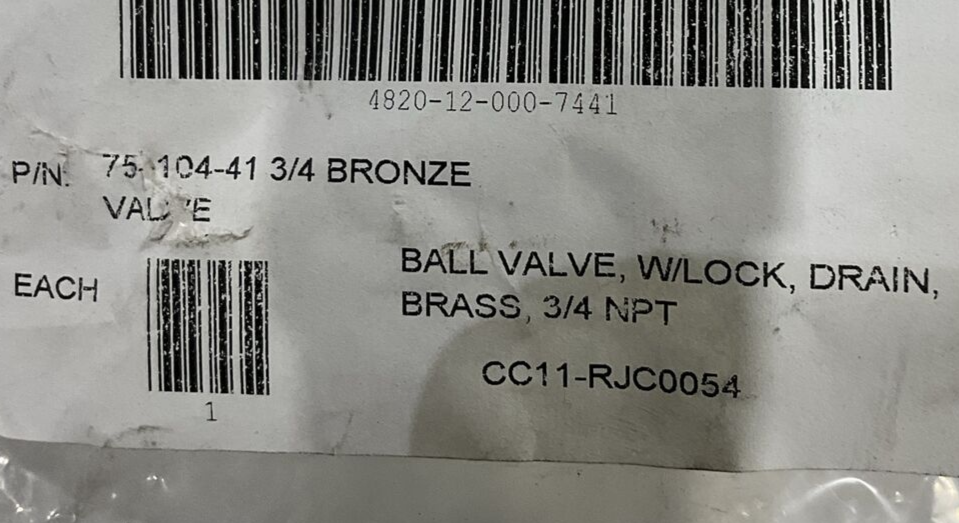 4820-12-000-7441
P/N: 75-104-41 3/4 BRONZE
VALVE
EACH
1
BALL VALVE, W/LOCK, DRAIN,
BRASS, 3/4 NPT
CC11-RJC0054